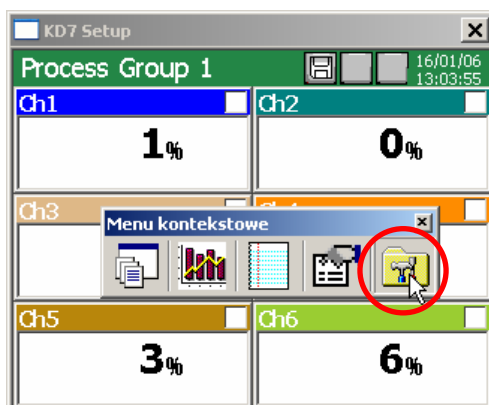 KD7 Setup
Process Group 1
16/01/06
13:03:55
Ch1
Ch2
1%
0%
Ch3
Menu kontekstowe
Ch5
Ch6
3%
6%